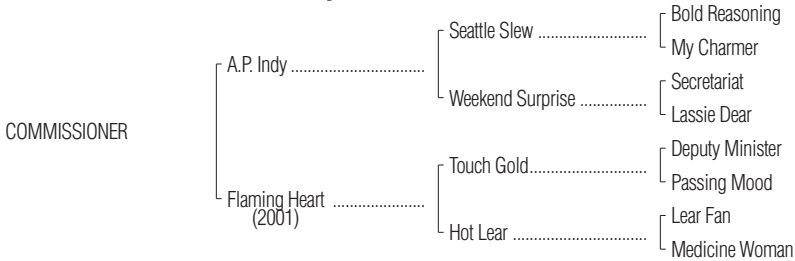 Bold Reasoning
Seattle Slew ..........................
My Charmer
A.P. Indy ................................
Secretariat
Weekend Surprise ................
Lassie Dear
COMMISSIONER
Deputy Minister
Touch Gold............................
Passing Mood
Flaming Heart ......................
(2001)
Lear Fan
Hot Lear ................................
Medicine Woman